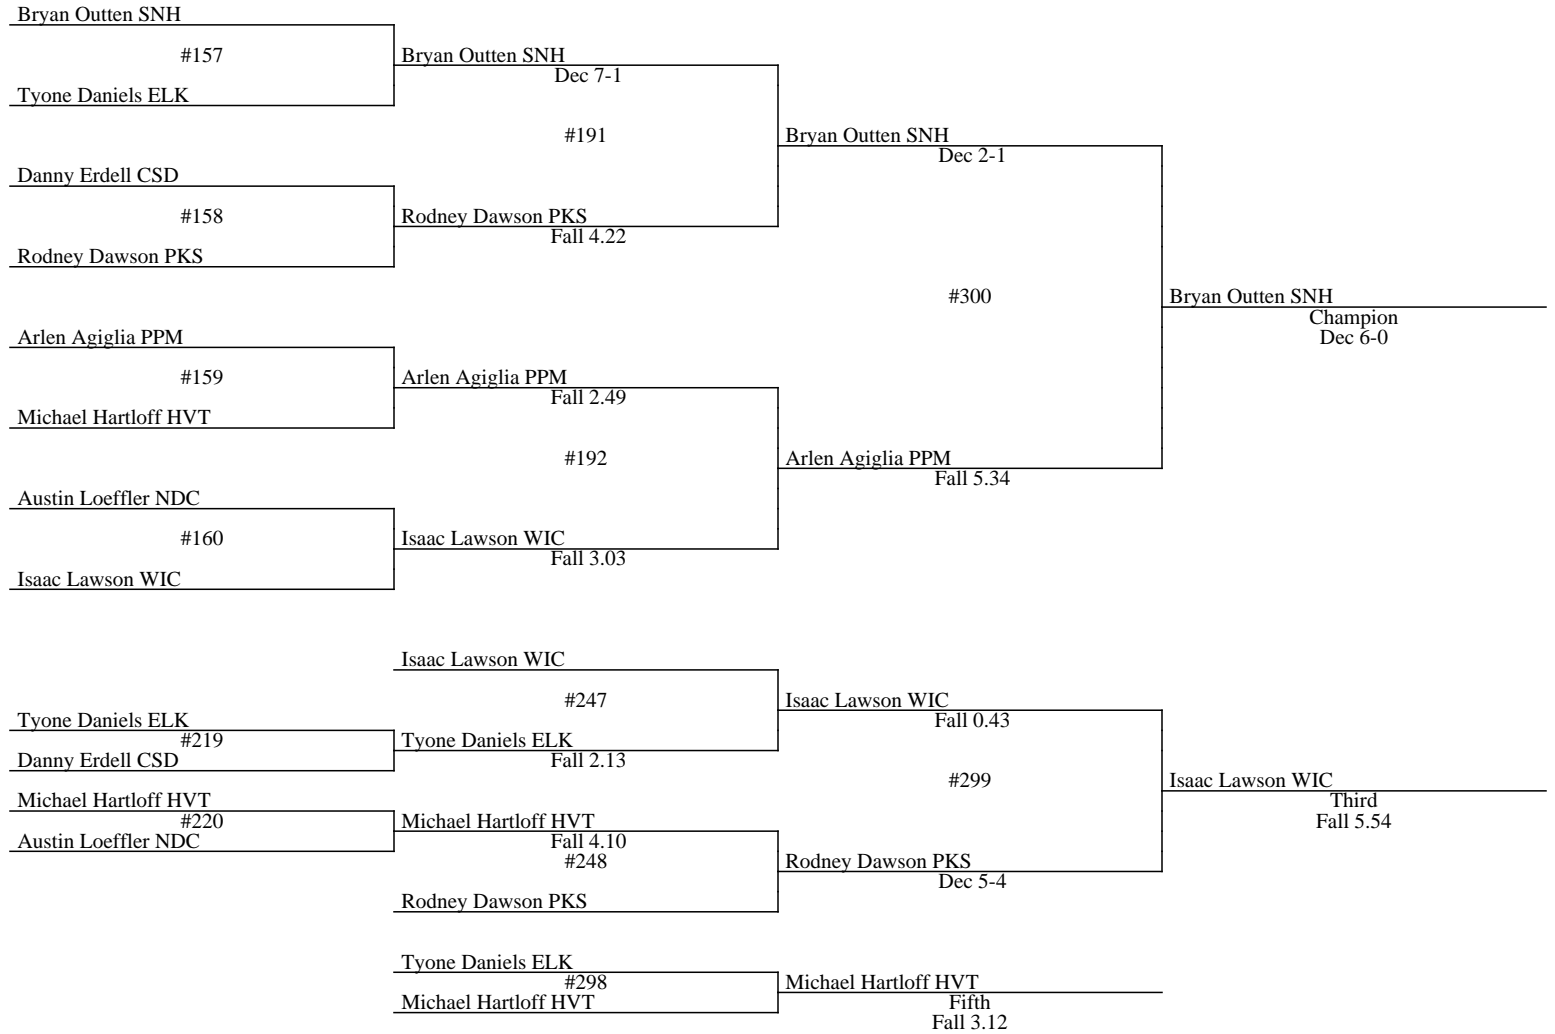 Bryan Outten SNH
#157
Bryan Outten SNH
Dec 7-1
Tyone Daniels ELK
#191
Bryan Outten SNH
Dec 2-1
Danny Erdell CSD
#158
Rodney Dawson PKS
Fall 4.22
Rodney Dawson PKS
#300
Bryan Outten SNH
Champion
Dec 6-0
Arlen Agiglia PPM
#159
Arlen Agiglia PPM
Fall 2.49
Michael Hartloff HVT
#192
Arlen Agiglia PPM
Fall 5.34
Austin Loeffler NDC
#160
Isaac Lawson WIC
Fall 3.03
Isaac Lawson WIC
Isaac Lawson WIC
#247
Isaac Lawson WIC
Fall 0.43
Tyone Daniels ELK
#219
Tyone Daniels ELK
Fall 2.13
Danny Erdell CSD
#299
Isaac Lawson WIC
Third
Fall 5.54
Michael Hartloff HVT
#220
Michael Hartloff HVT
Fall 4.10
Austin Loeffler NDC
#248
Rodney Dawson PKS
Dec 5-4
Rodney Dawson PKS
Tyone Daniels ELK
#298
Michael Hartloff HVT
Fifth
Fall 3.12
Michael Hartloff HVT